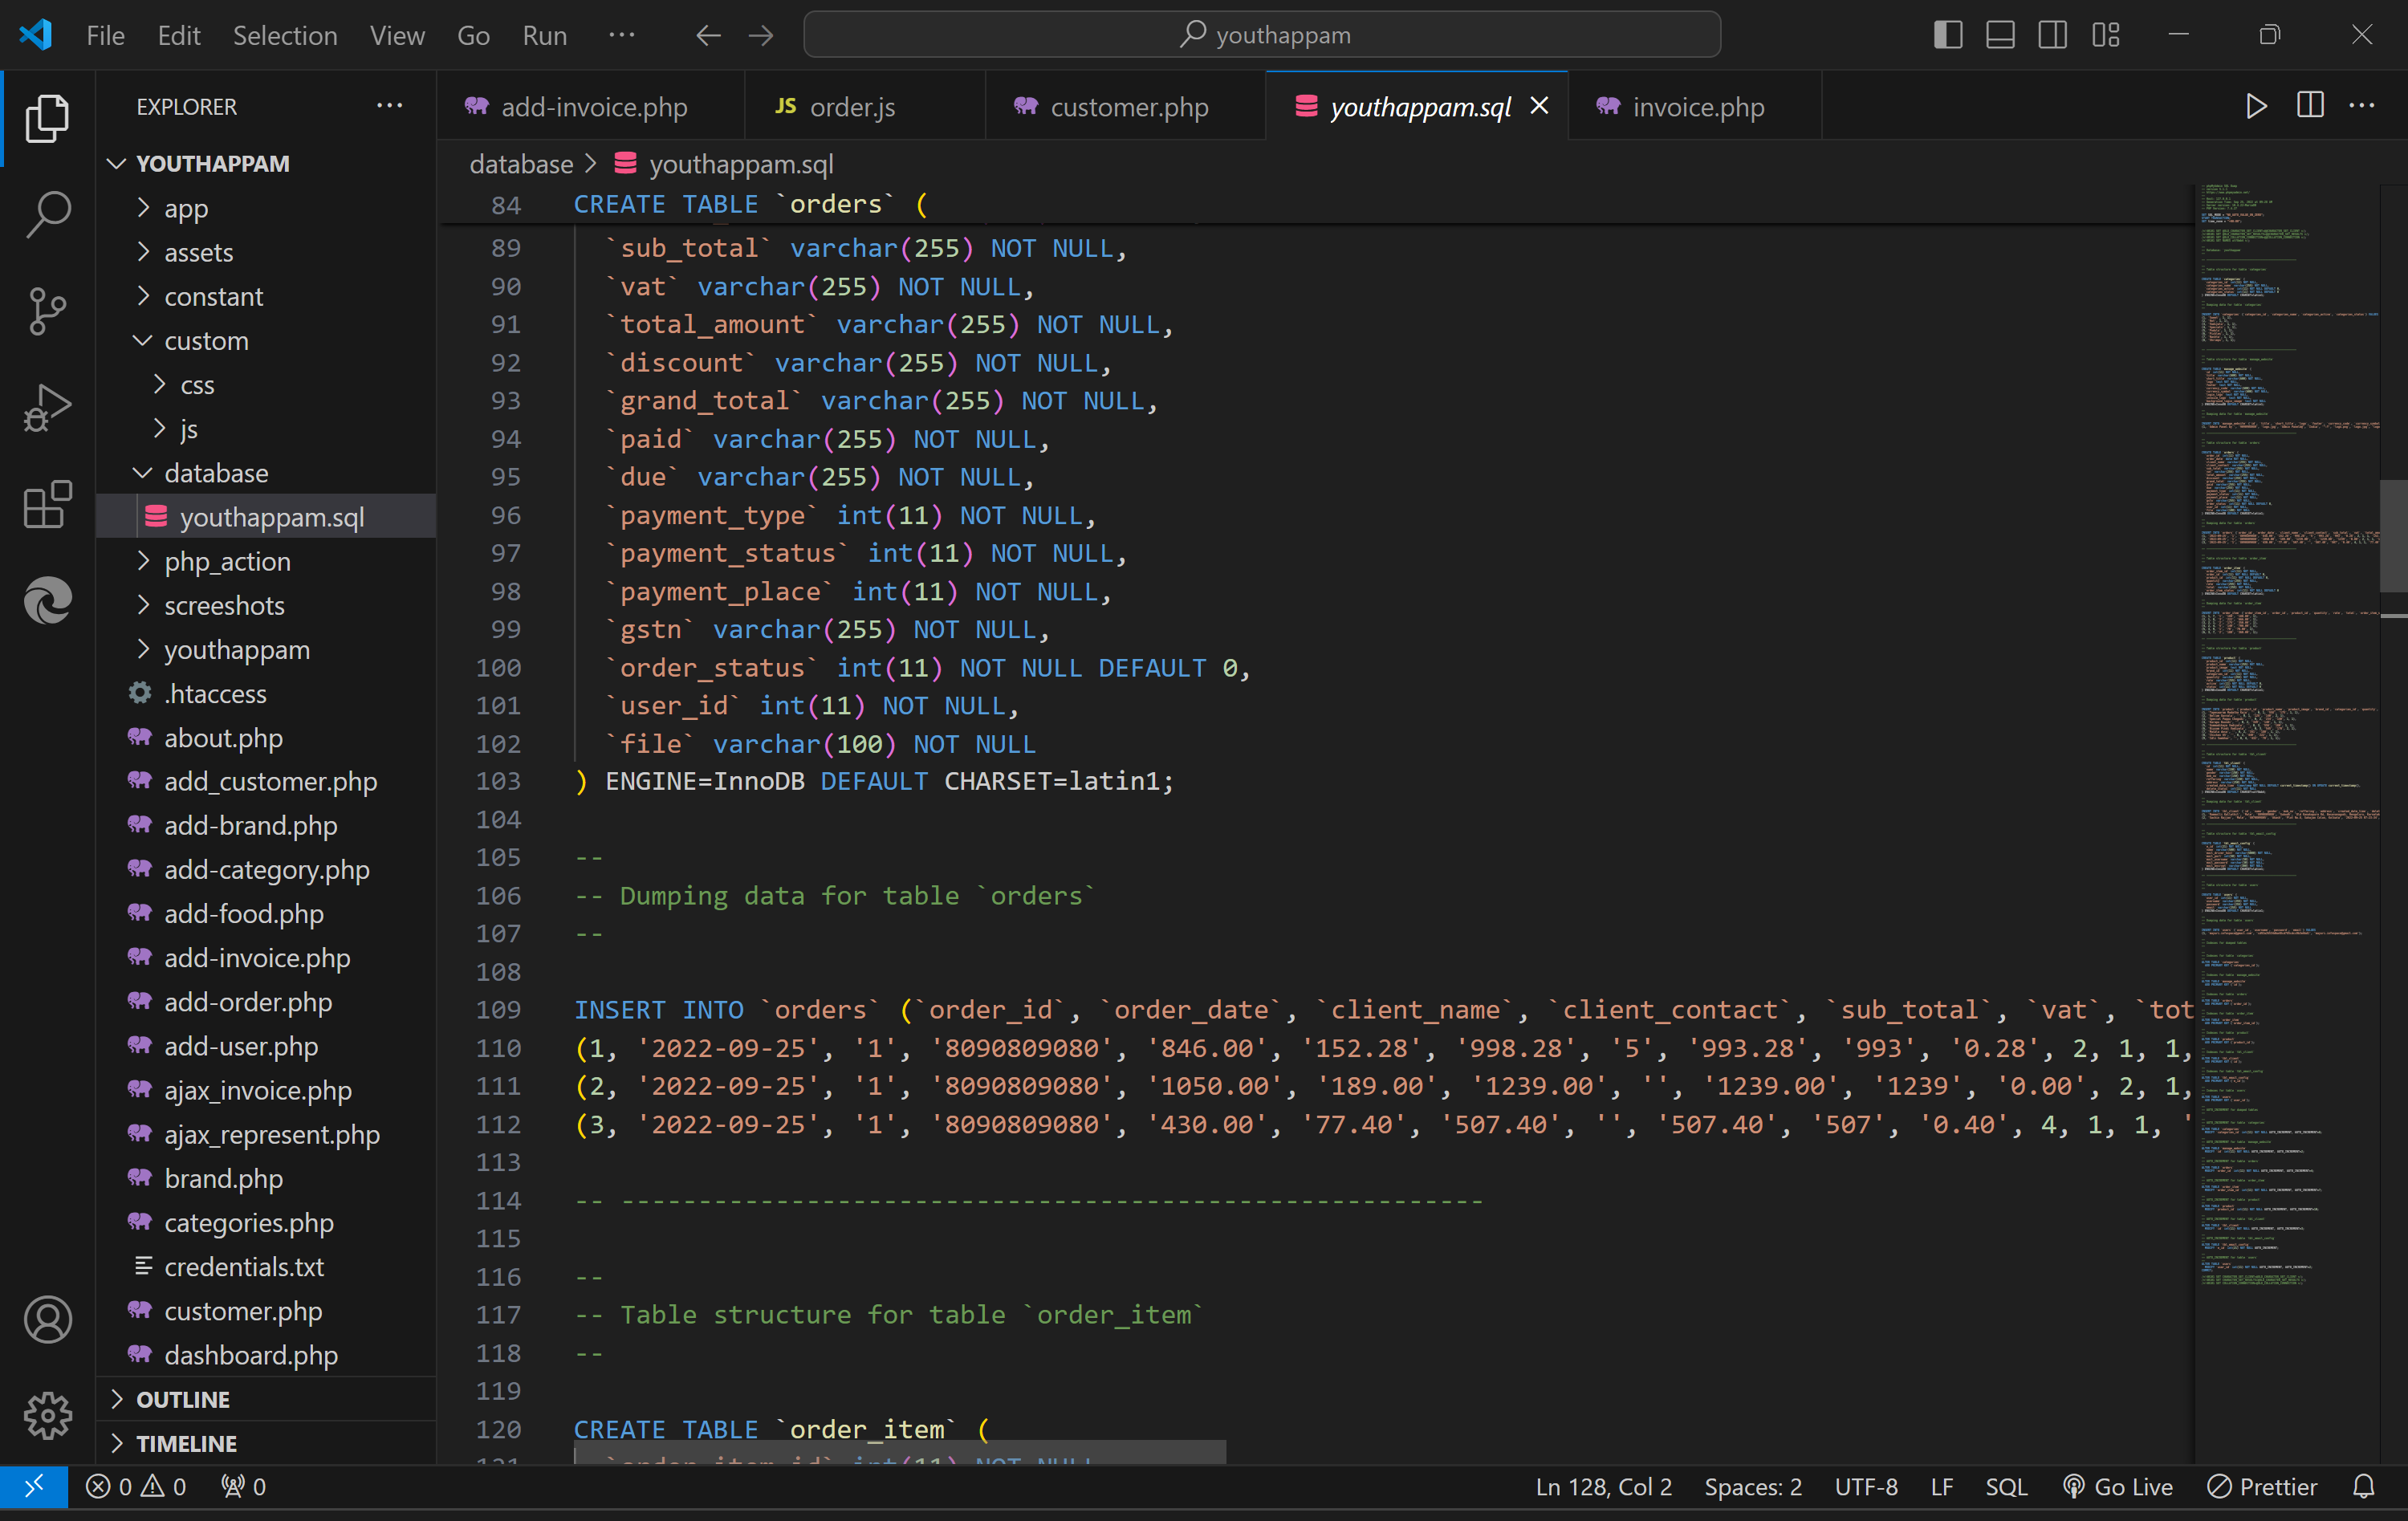 File Edit Selection View Go Run ···
youthappam
EXPLORER
YOUTHAPPAM
app
assets
constant
custom
css
js
database
youthappam.sql
php_action
screeshots
youthappam
.htaccess
about.php
add_customer.php
add-brand.php
add-category.php
add-food.php
add-invoice.php
add-order.php
add-user.php
ajax_invoice.php
ajax_represent.php
brand.php
categories.php
credentials.txt
customer.php
dashboard.php
OUTLINE
TIMELINE
add-invoice.php JS order.js customer.php youthappam.sql invoice.php
database > youthappam.sql
84 CREATE TABLE `orders` (
89 `sub_total` varchar(255) NOT NULL,
90 `vat` varchar(255) NOT NULL,
91 `total_amount` varchar(255) NOT NULL,
92 `discount` varchar(255) NOT NULL,
93 `grand_total` varchar(255) NOT NULL,
94 `paid` varchar(255) NOT NULL,
95 `due` varchar(255) NOT NULL,
96 `payment_type` int(11) NOT NULL,
97 `payment_status` int(11) NOT NULL,
98 `payment_place` int(11) NOT NULL,
99 `gstn` varchar(255) NOT NULL,
100 `order_status` int(11) NOT NULL DEFAULT 0,
101 `user_id` int(11) NOT NULL,
102 `file` varchar(100) NOT NULL
103 ) ENGINE=InnoDB DEFAULT CHARSET=latin1;
104
105 --
106 -- Dumping data for table `orders`
107 --
108
109 INSERT INTO `orders` (`order_id`, `order_date`, `client_name`, `client_contact`, `sub_total`, `vat`, `tot
110 (1, '2022-09-25', '1', '8090809080', '846.00', '152.28', '998.28', '5', '993.28', '993', '0.28', 2, 1, 1,
111 (2, '2022-09-25', '1', '8090809080', '1050.00', '189.00', '1239.00', '', '1239.00', '1239', '0.00', 2, 1,
112 (3, '2022-09-25', '1', '8090809080', '430.00', '77.40', '507.40', '', '507.40', '507', '0.40', 4, 1, 1, '
113
114 -- --------------------------------------------------------
115
116 --
117 -- Table structure for table `order_item`
118 --
119
120 CREATE TABLE `order_item` (
121 `order_item_id` int(11) NOT NULL
0 0 0 Ln 128, Col 2 Spaces: 2 UTF-8 LF SQL Go Live Prettier